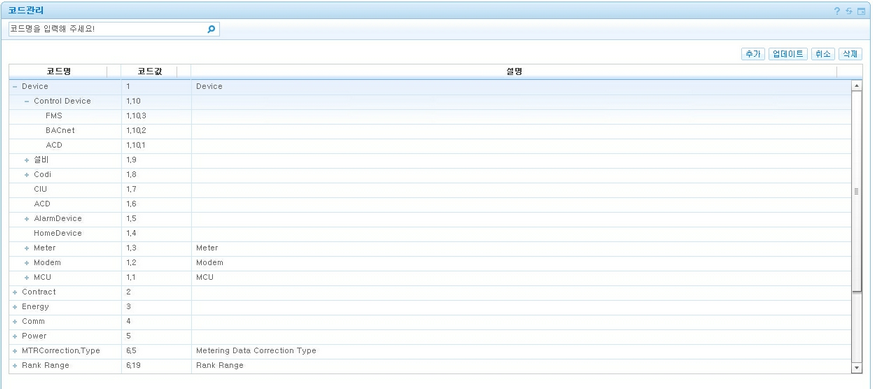 코드관리
코드명을 입력해 주세요!
추가 업데이트 취소 삭제
코드명 코드값 설명
Device 1 Device
Control Device 1,10
FMS 1,10,3
BACnet 1,10,2
ACD 1,10,1
설비 1,9
Codi 1,8
CIU 1,7
ACD 1,6
AlarmDevice 1,5
HomeDevice 1,4
Meter 1,3 Meter
Modem 1,2 Modem
MCU 1,1 MCU
Contract 2
Energy 3
Comm 4
Power 5
MTRCorrection,Type 6,5 Metering Data Correction Type
Rank Range 6,19 Rank Range